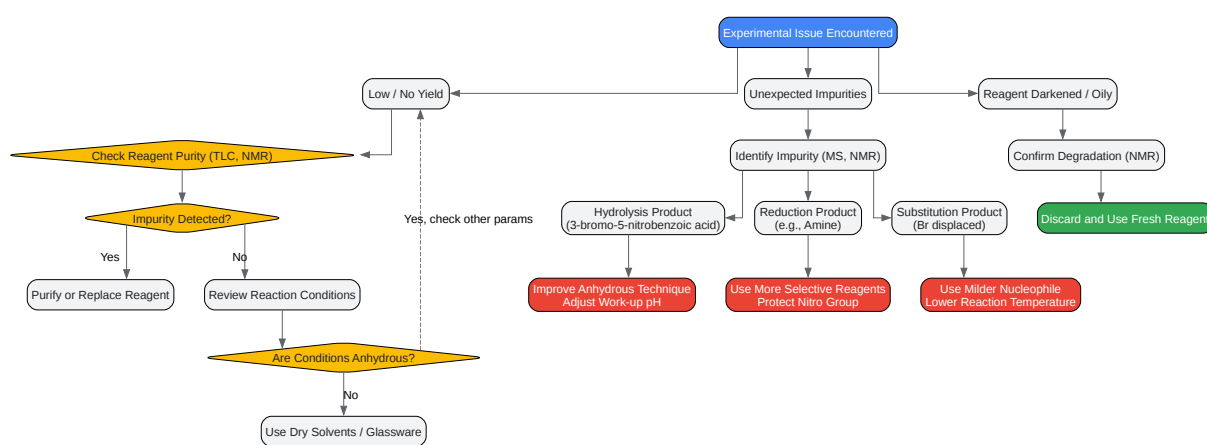 Experimental Issue Encountered
Low / No Yield
Unexpected Impurities
Reagent Darkened / Oily
Check Reagent Purity (TLC, NMR)
Identify Impurity (MS, NMR)
Confirm Degradation (NMR)
Impurity Detected?
Yes, check other params
Hydrolysis Product
(3-bromo-5-nitrobenzoic acid)
Reduction Product
(e.g., Amine)
Substitution Product
(Br displaced)
Discard and Use Fresh Reagent
Yes
No
Purify or Replace Reagent
Review Reaction Conditions
Improve Anhydrous Technique
Adjust Work-up pH
Use More Selective Reagents
Protect Nitro Group
Use Milder Nucleophile
Lower Reaction Temperature
Are Conditions Anhydrous?
No
Use Dry Solvents / Glassware